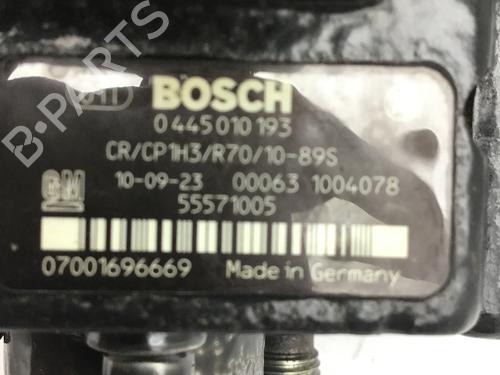 BOSCH
0 445 010 193
CR/CP1H3/R70/10-89S
GM 10-09-23 00063 1004078
55571005
07001696669 Made in Germany